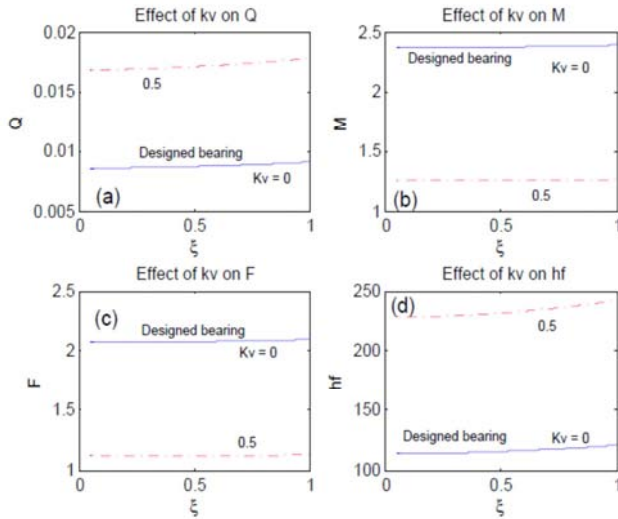 Effect of kv on Q
0.02
0.015
0.01
0.005
Q
0.5
Designed bearing
Kv = 0
(a)
0
0.5
1
ξ
Effect of kv on M
2.5
2
1.5
1
M
Designed bearing
Kv = 0
(b)
0.5
0
0.5
1
ξ
Effect of kv on F
2.5
2
1.5
1
F
(c)
Designed bearing
Kv = 0
0.5
0
0.5
1
ξ
Effect of kv on hf
250
200
150
100
hf
(d)
0.5
Designed bearing
Kv = 0
0
0.5
1
ξ